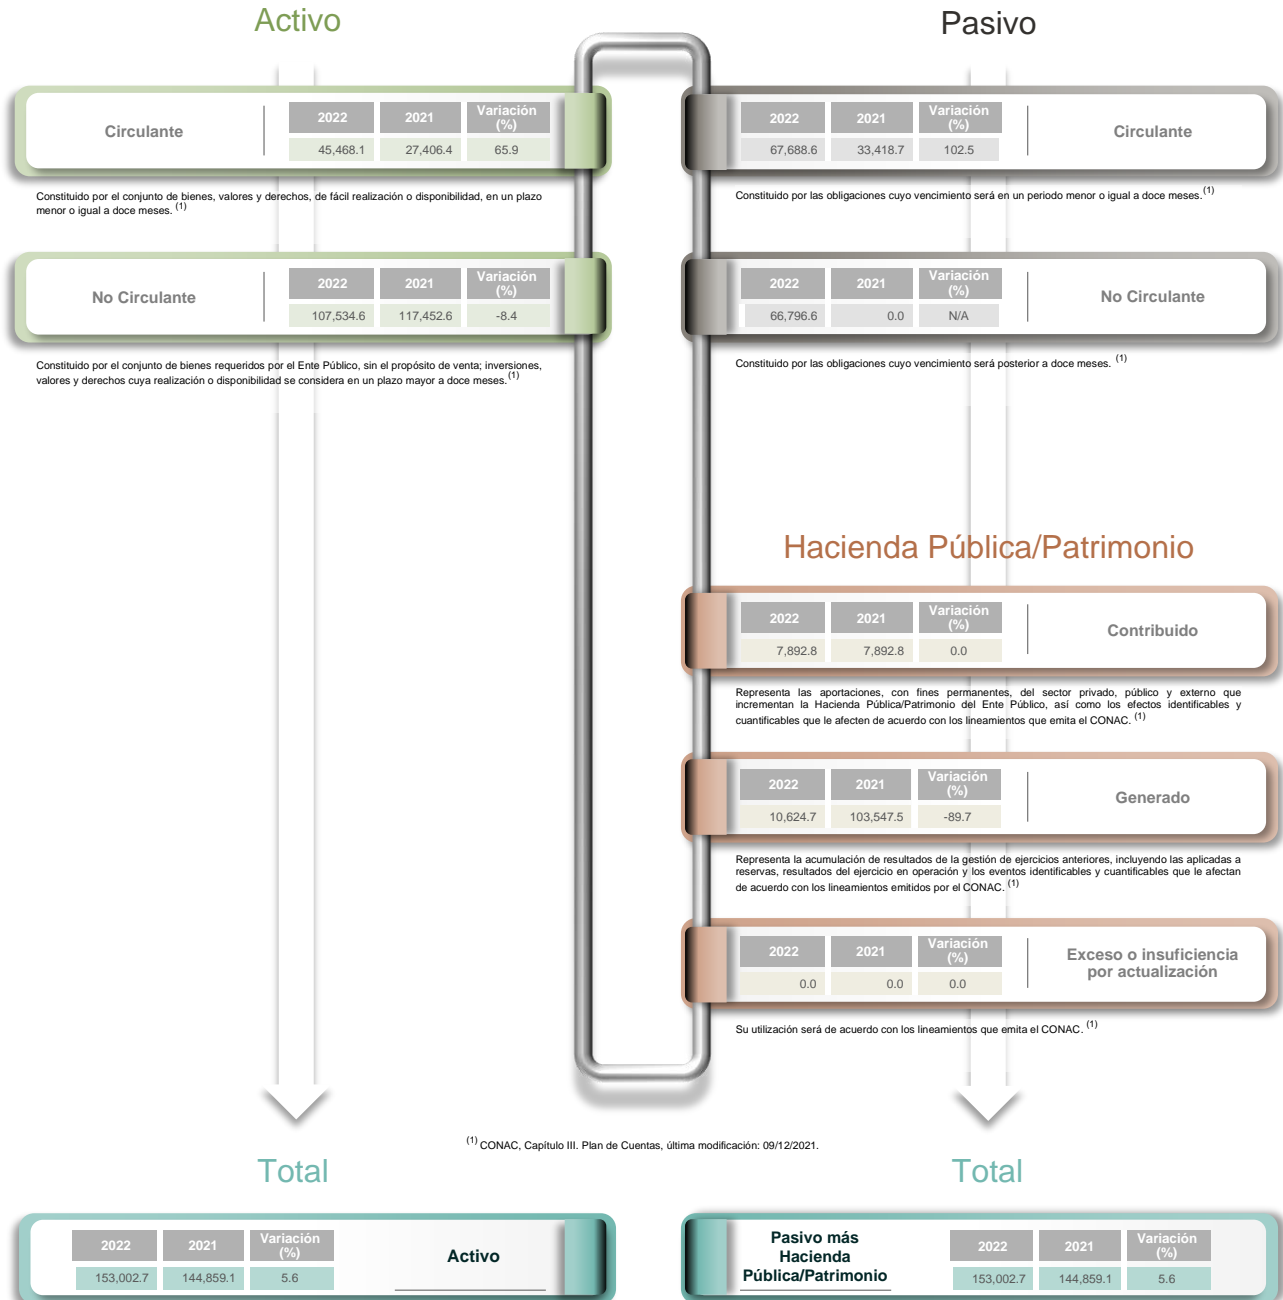 Activo
Circulante
2022 2021 Variación (%)
45,468.1 27,406.4 65.9
Constituido por el conjunto de bienes, valores y derechos, de fácil realización o disponibilidad, en un plazo
menor o igual a doce meses. (1)
No Circulante
2022 2021 Variación (%)
107,534.6 117,452.6 -8.4
Constituido por el conjunto de bienes requeridos por el Ente Público, sin el propósito de venta; inversiones,
valores y derechos cuya realización o disponibilidad se considera en un plazo mayor a doce meses. (1)
Pasivo
2022 2021 Variación (%)
67,688.6 33,418.7 102.5
Circulante
Constituido por las obligaciones cuyo vencimiento será en un periodo menor o igual a doce meses. (1)
2022 2021 Variación (%)
66,796.6 0.0 N/A
No Circulante
Constituido por las obligaciones cuyo vencimiento será posterior a doce meses. (1)
Hacienda Pública/Patrimonio
2022 2021 Variación (%)
7,892.8 7,892.8 0.0
Contribuido
Representa las aportaciones, con fines permanentes, del sector privado, público y externo que
incrementan la Hacienda Pública/Patrimonio del Ente Público, así como los efectos identificables y
cuantificables que le afecten de acuerdo con los lineamientos que emita el CONAC. (1)
2022 2021 Variación (%)
10,624.7 103,547.5 -89.7
Generado
Representa la acumulación de resultados de la gestión de ejercicios anteriores, incluyendo las aplicadas a
reservas, resultados del ejercicio en operación y los eventos identificables y cuantificables que le afectan
de acuerdo con los lineamientos emitidos por el CONAC. (1)
2022 2021 Variación (%)
0.0 0.0 0.0
Exceso o insuficiencia
por actualización
Su utilización será de acuerdo con los lineamientos que emita el CONAC. (1)
(1) CONAC, Capítulo III. Plan de Cuentas, última modificación: 09/12/2021.
Total
2022 2021 Variación (%)
153,002.7 144,859.1 5.6
Activo
Total
Pasivo más
Hacienda
Pública/Patrimonio
2022 2021 Variación (%)
153,002.7 144,859.1 5.6